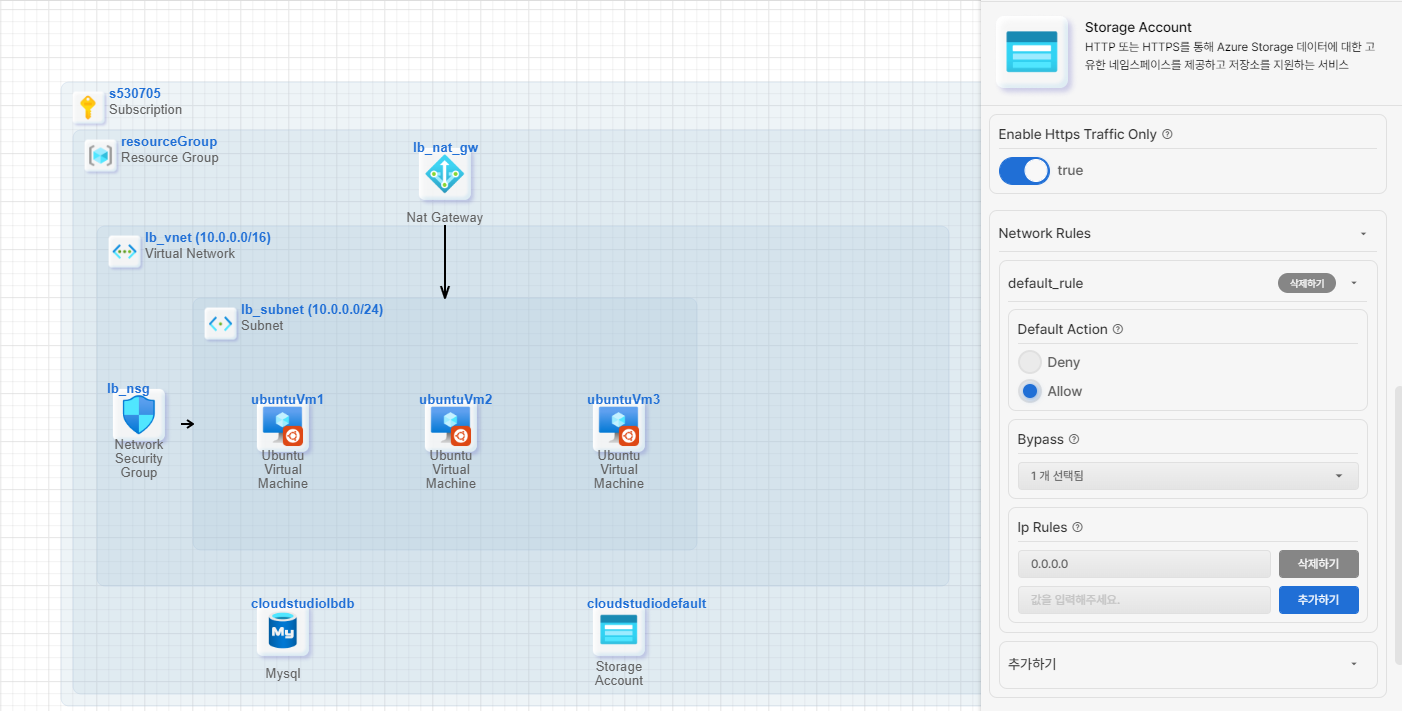 s530705
Subscription
resourceGroup
Resource Group
lb_nat_gw
Nat Gateway
lb_vnet (10.0.0.0/16)
Virtual Network
lb_subnet (10.0.0.0/24)
Subnet
lb_nsg
Network
Security
Group
ubuntuVm1
Ubuntu
Virtual
Machine
ubuntuVm2
Ubuntu
Virtual
Machine
ubuntuVm3
Ubuntu
Virtual
Machine
cloudstudiolbdb
My
Mysql
cloudstudiodefault
Storage
Account
Storage Account
HTTP 또는 HTTPS를 통해 Azure Storage 데이터에 대한 고
유한 네임스페이스를 제공하고 저장소를 지원하는 서비스
Enable Https Traffic Only
true
Network Rules
default_rule
삭제하기
Default Action
Deny
Allow
Bypass
1 개 선택됨
Ip Rules
0.0.0.0
삭제하기
값을 입력해주세요.
추가하기
추가하기